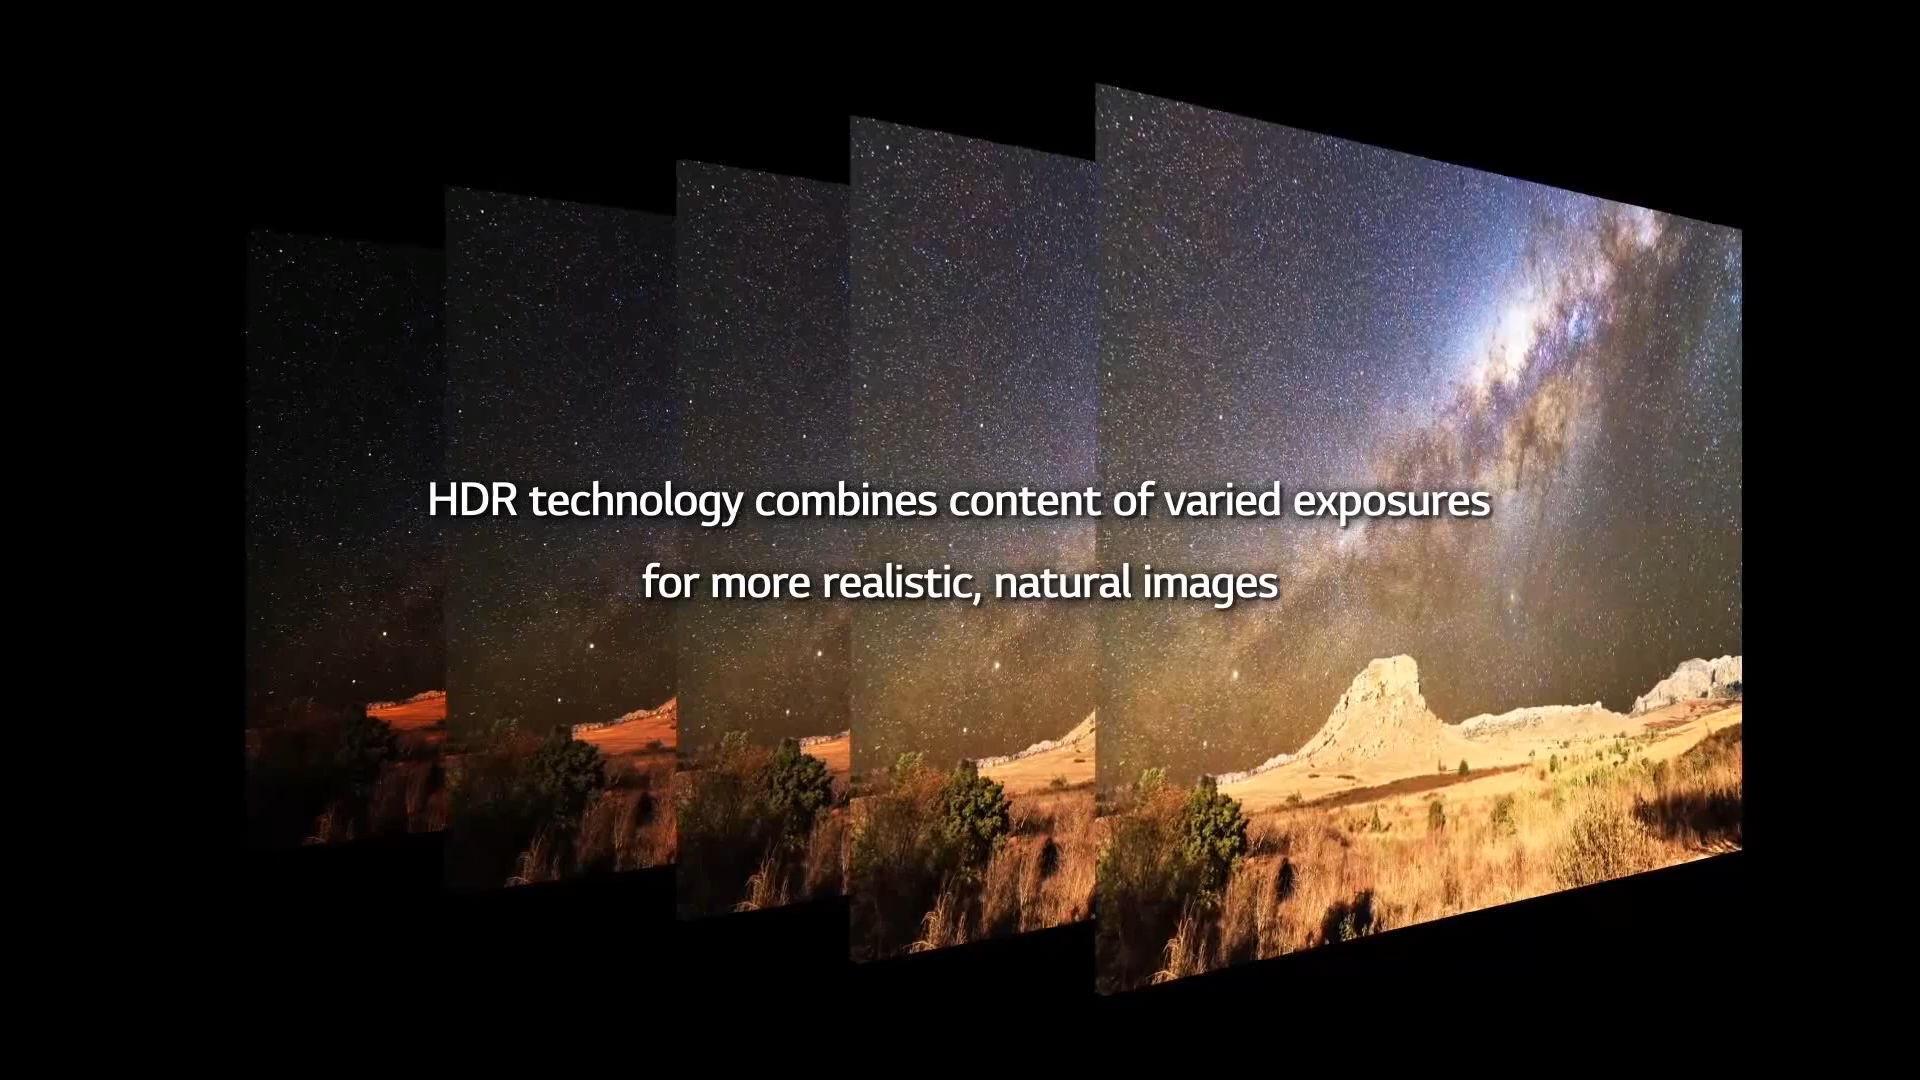 HDR technology combines content of varied exposures
for more realistic, natural images